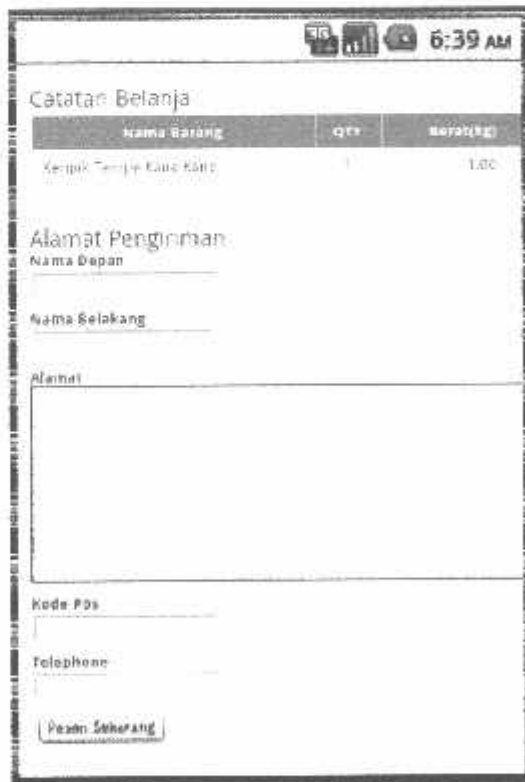 6:39 AM
Catatan Belanja
Nama Barang QTY Berat(kg)
Tempe 1.00
Alamat Pengiriman
Nama Depan
Nama Belakang
Alamat
Kode Pos
Telephone
Pesan Sekarang